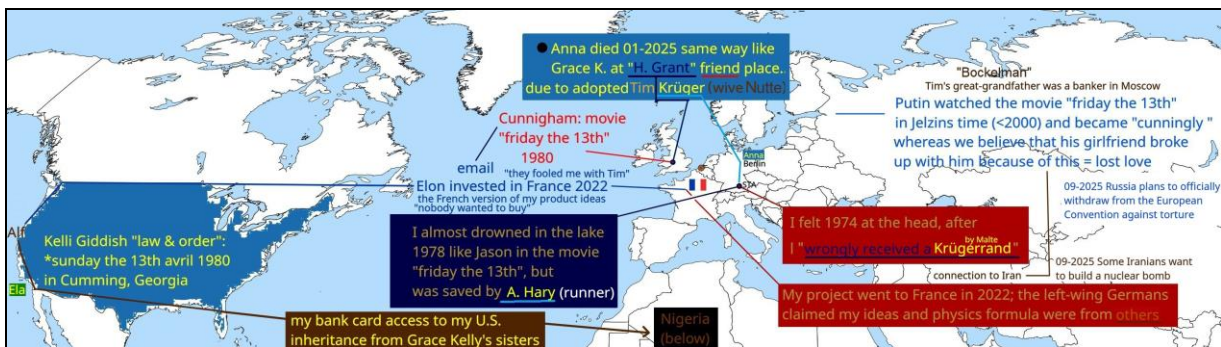 ● Anna died 01-2025 same way like
Grace K. at "H. Grant" friend place..
due to adopted Tim Krüger (wive Nutte)
"Bockelman"
Tim's great-grandfather was a banker in Moscow
Putin watched the movie "friday the 13th"
in Jelzins time (<2000) and became "cunningly "
whereas we believe that his girlfriend broke
up with him because of this = lost love
Cunnigham: movie
"friday the 13th"
1980
email
"they fooled me with Tim"
Anna
Berlin
STA
Elon invested in France 2022
the French version of my product ideas
"nobody wanted to buy"
09-2025 Russia plans to officially
withdraw from the European
Convention against torture
Alf
Kelli Giddish "law & order":
*sunday the 13th avril 1980
in Cumming, Georgia
Ela
I almost drowned in the lake
1978 like Jason in the movie
"friday the 13th", but
was saved by A. Hary (runner)
I felt 1974 at the head, after
by Malte
I "wrongly received a Krügerrand"
09-2025 Some Iranians want
to build a nuclear bomb
connection to Iran
My project went to France in 2022; the left-wing Germans
claimed my ideas and physics formula were from others
my bank card access to my U.S.
inheritance from Grace Kelly's sisters
Nigeria
(below)